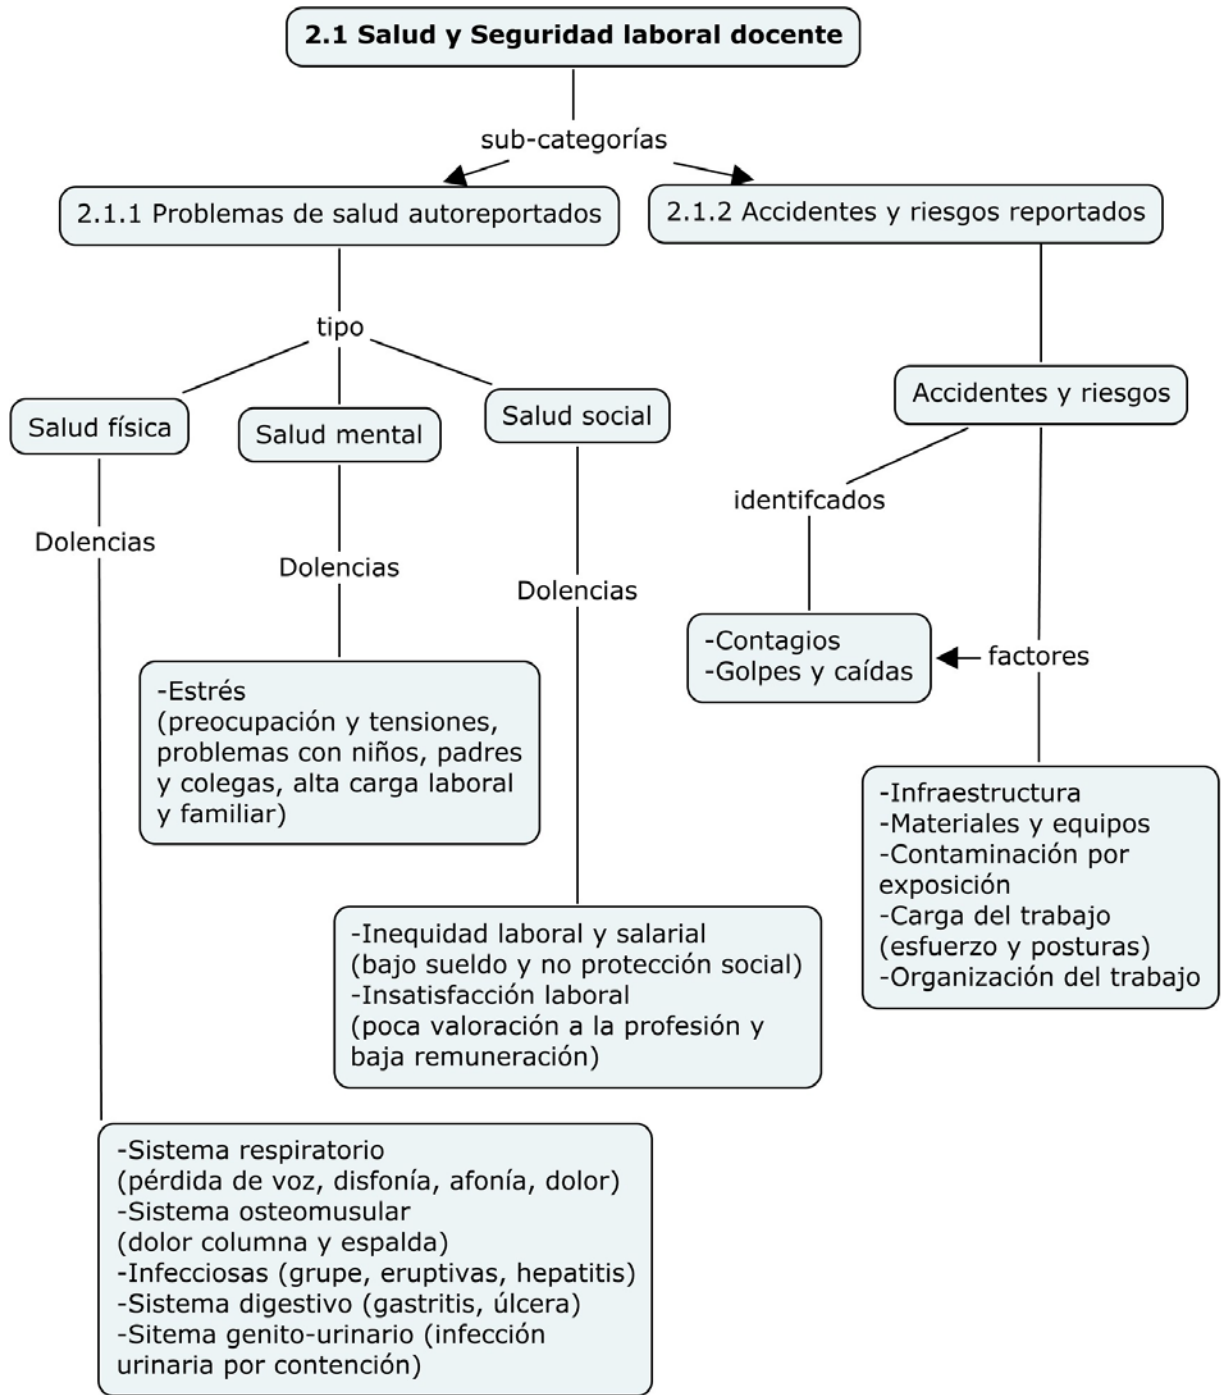 2.1 Salud y Seguridad laboral docente
sub-categorías
2.1.1 Problemas de salud autoreportados
2.1.2 Accidentes y riesgos reportados
tipo
Salud física
Salud mental
Salud social
Accidentes y riesgos
identifcados
Dolencias
Dolencias
Dolencias
-Contagios
-Golpes y caídas
factores
-Estrés
(preocupación y tensiones,
problemas con niños, padres
y colegas, alta carga laboral
y familiar)
-Infraestructura
-Materiales y equipos
-Contaminación por
exposición
-Carga del trabajo
(esfuerzo y posturas)
-Organización del trabajo
-Inequidad laboral y salarial
(bajo sueldo y no protección social)
-Insatisfacción laboral
(poca valoración a la profesión y
baja remuneración)
-Sistema respiratorio
(pérdida de voz, disfonía, afonía, dolor)
-Sistema osteomusular
(dolor columna y espalda)
-Infecciosas (grupe, eruptivas, hepatitis)
-Sistema digestivo (gastritis, úlcera)
-Sitema genito-urinario (infección
urinaria por contención)